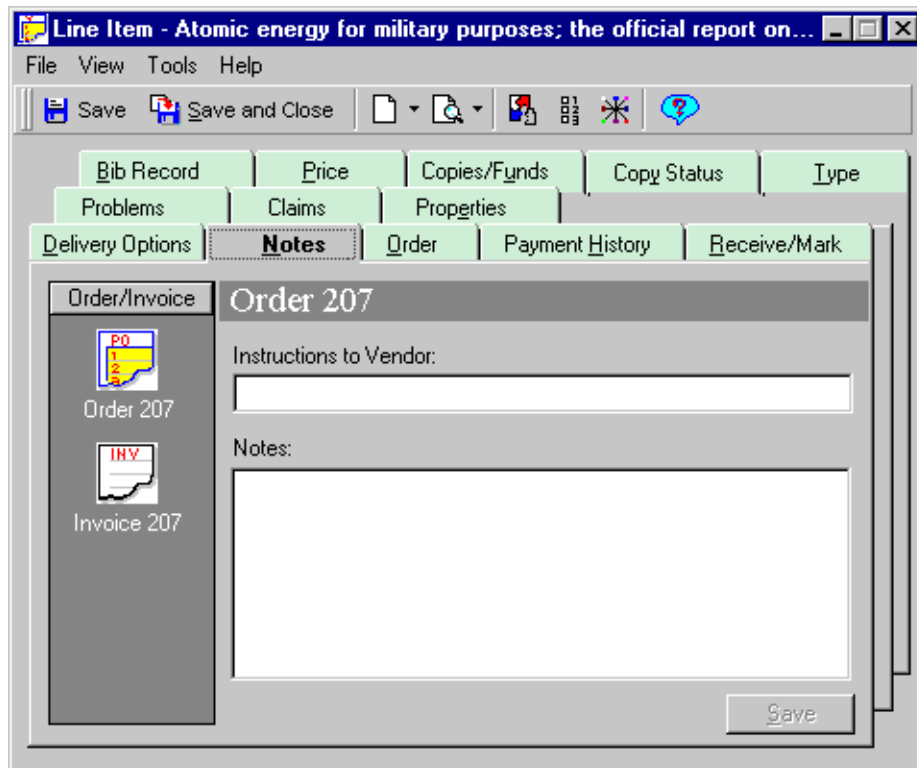 Line Item - Atomic energy for military purposes; the official report on...
File View Tools Help
Save Save and Close
Bib Record Price Copies/Funds Copy Status Type
Problems Claims Properties
Delivery Options Notes Order Payment History Receive/Mark
Order/Invoice
Order 207
PO
1
2
3
Order 207
INV
Invoice 207
Instructions to Vendor:
Notes:
Save